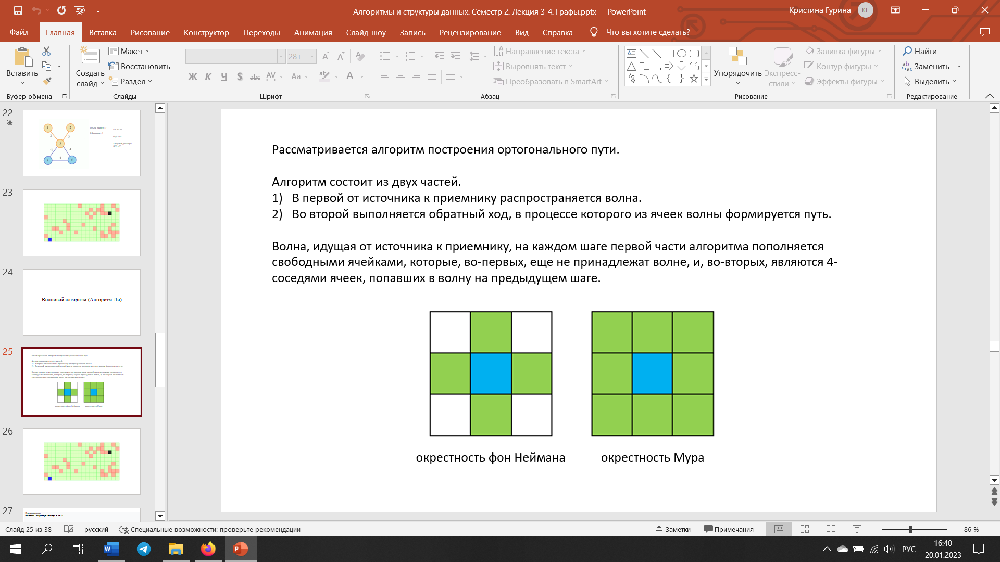 Алгоритмы и структуры данных. Семестр 2. Лекция 3-4. Графы.pptx - PowerPoint
Кристина Гурина
КГ
Файл
Главная
Вставка
Рисование
Конструктор
Переходы
Анимация
Слайд-шоу
Запись
Рецензирование
Вид
Справка
Что вы хотите сделать?
Вставить
Буфер обмена
Создать
слайд
Макет
Восстановить
Раздел
Слайды
28+
Ж К Ч S abc AV Aa ab A
Шрифт
Направление текста
Выровнять текст
Преобразовать в SmartArt
Абзац
Упорядочить
Экспресс-
стили
Заливка фигуры
Контур фигуры
Эффекты фигуры
Рисование
Найти
Заменить
Выделить
Редактирование
22
23
24
Волновой алгоритм (Алгоритм Ли)
25
26
27
Рассматривается алгоритм построения ортогонального пути.
Алгоритм состоит из двух частей.
1) В первой от источника к приемнику распространяется волна.
2) Во второй выполняется обратный ход, в процессе которого из ячеек волны формируется путь.
Волна, идущая от источника к приемнику, на каждом шаге первой части алгоритма пополняется
свободными ячейками, которые, во-первых, еще не принадлежат волне, и, во-вторых, являются 4-
соседями ячеек, попавших в волну на предыдущем шаге.
окрестность фон Неймана
окрестность Мура
Слайд 25 из 38
русский
Специальные возможности: проверьте рекомендации
Заметки
Примечания
86 %
РУС
16:40
20.01.2023